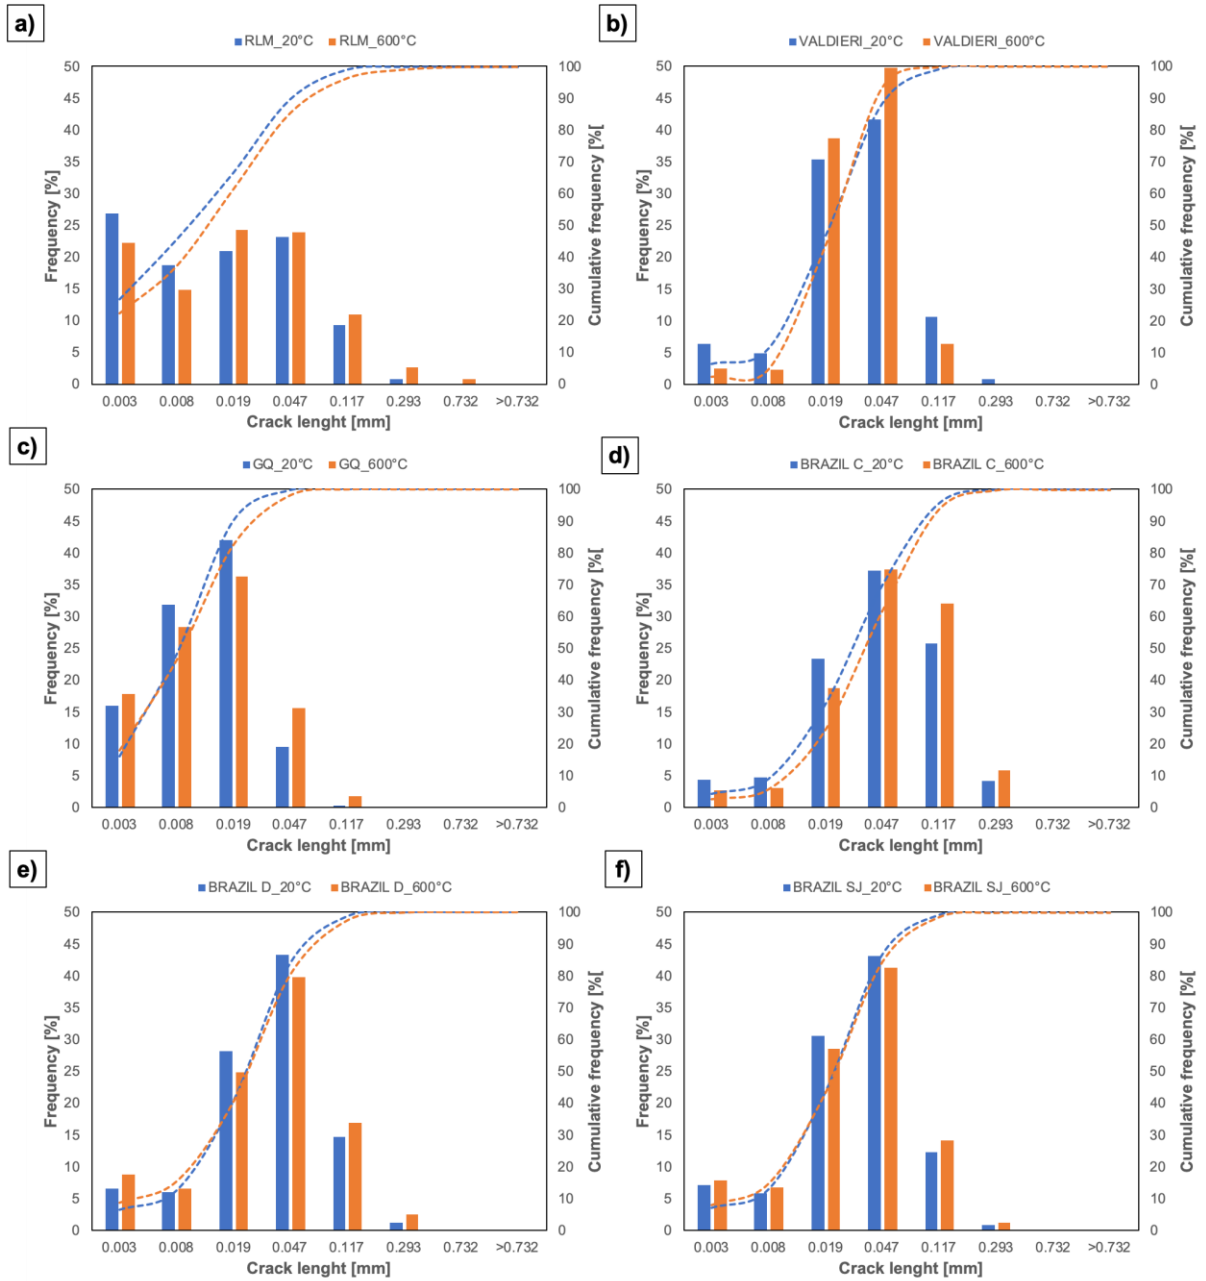 a)
RLM_20°C RLM_600°C
50 45 40 35 30 25 20 15 10 5 0
Frequency [%]
100 90 80 70 60 50 40 30 20 10 0
Cumulative frequency [%[
0.003 0.008 0.019 0.047 0.117 0.293 0.732 >0.732
Crack lenght [mm]
b)
VALDIERI_20°C VALDIERI_600°C
50 45 40 35 30 25 20 15 10 5 0
Frequency [%]
100 90 80 70 60 50 40 30 20 10 0
Cumulative frequency [%[
0.003 0.008 0.019 0.047 0.117 0.293 0.732 >0.732
Crack lenght [mm]
c)
GQ_20°C GQ_600°C
50 45 40 35 30 25 20 15 10 5 0
Frequency [%]
100 90 80 70 60 50 40 30 20 10 0
Cumulative frequency [%[
0.003 0.008 0.019 0.047 0.117 0.293 0.732 >0.732
Crack lenght [mm]
d)
BRAZIL C_20°C BRAZIL C_600°C
50 45 40 35 30 25 20 15 10 5 0
Frequency [%]
100 90 80 70 60 50 40 30 20 10 0
Cumulative frequency [%[
0.003 0.008 0.019 0.047 0.117 0.293 0.732 >0.732
Crack lenght [mm]
e)
BRAZIL D_20°C BRAZIL D_600°C
50 45 40 35 30 25 20 15 10 5 0
Frequency [%]
100 90 80 70 60 50 40 30 20 10 0
Cumulative frequency [%[
0.003 0.008 0.019 0.047 0.117 0.293 0.732 >0.732
Crack lenght [mm]
f)
BRAZIL SJ_20°C BRAZIL SJ_600°C
50 45 40 35 30 25 20 15 10 5 0
Frequency [%]
100 90 80 70 60 50 40 30 20 10 0
Cumulative frequency [%[
0.003 0.008 0.019 0.047 0.117 0.293 0.732 >0.732
Crack lenght [mm]